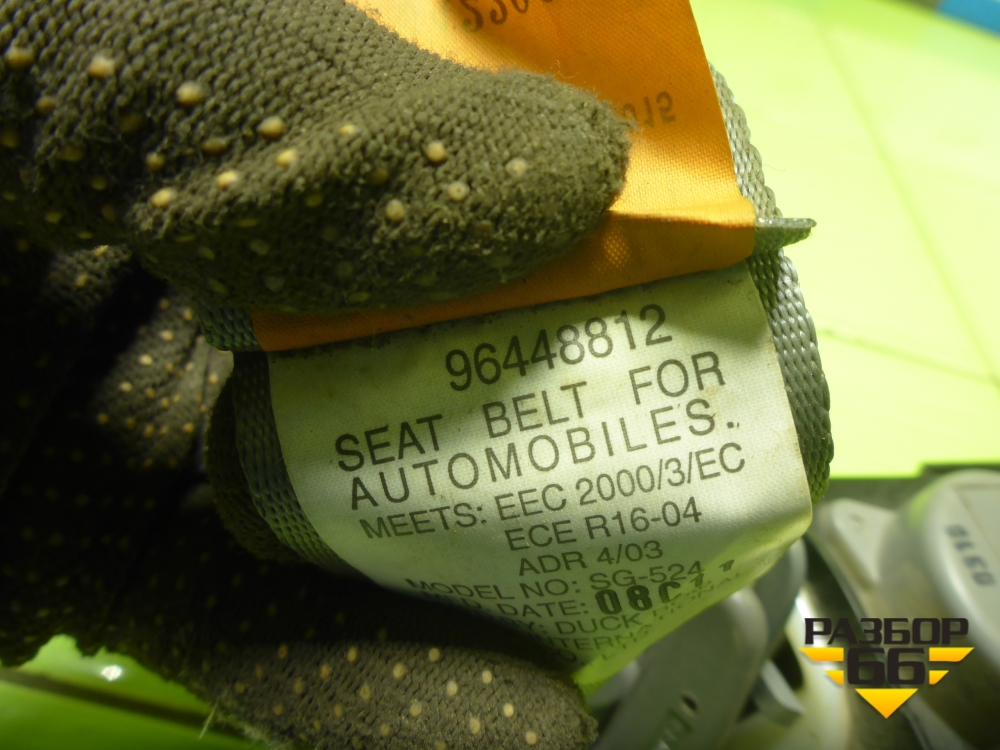 96448812
SEAT BELT FOR
AUTOMOBILES.
MEETS: EEC 2000/3/EC
ECE R16-04
ADR 4/03
MODEL NO: SG-524
DATE: 08C
DUCK
РАЗБОР
66